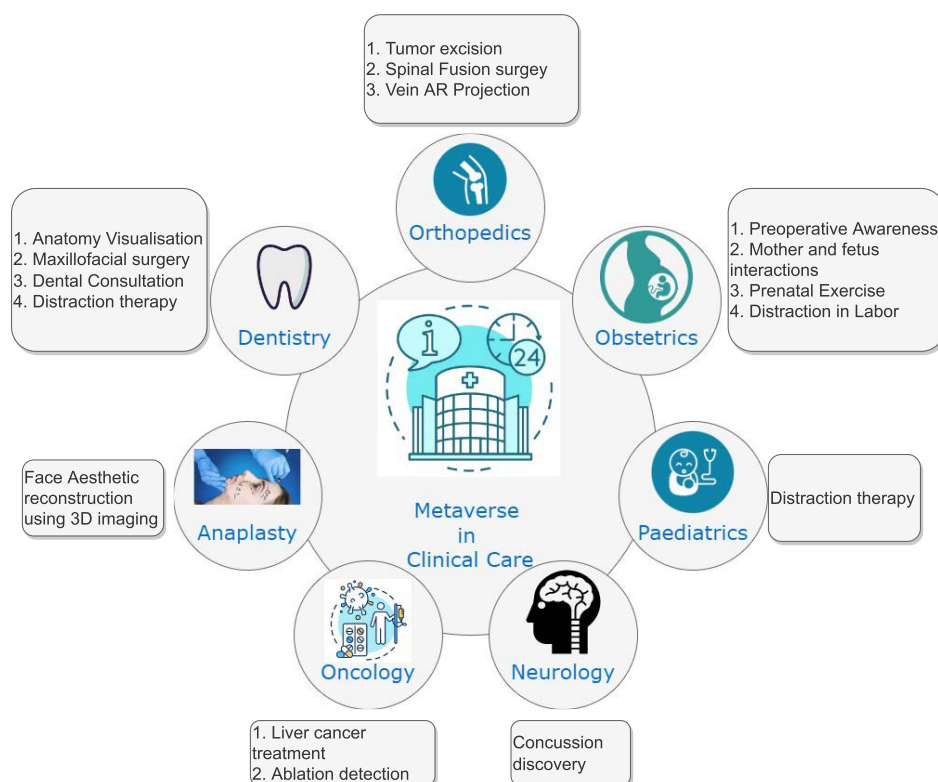 1. Tumor excision
2. Spinal Fusion surgey
3. Vein AR Projection
Orthopedics
1. Anatomy Visualisation
2. Maxillofacial surgery
3. Dental Consultation
4. Distraction therapy
Dentistry
i
24
Obstetrics
1. Preoperative Awareness
2. Mother and fetus
interactions
3. Prenatal Exercise
4. Distraction in Labor
Face Aesthetic
reconstruction
using 3D imaging
Anaplasty
Metaverse
in
Clinical Care
Paediatrics
Distraction therapy
Oncology
Neurology
1. Liver cancer
treatment
2. Ablation detection
Concussion
discovery